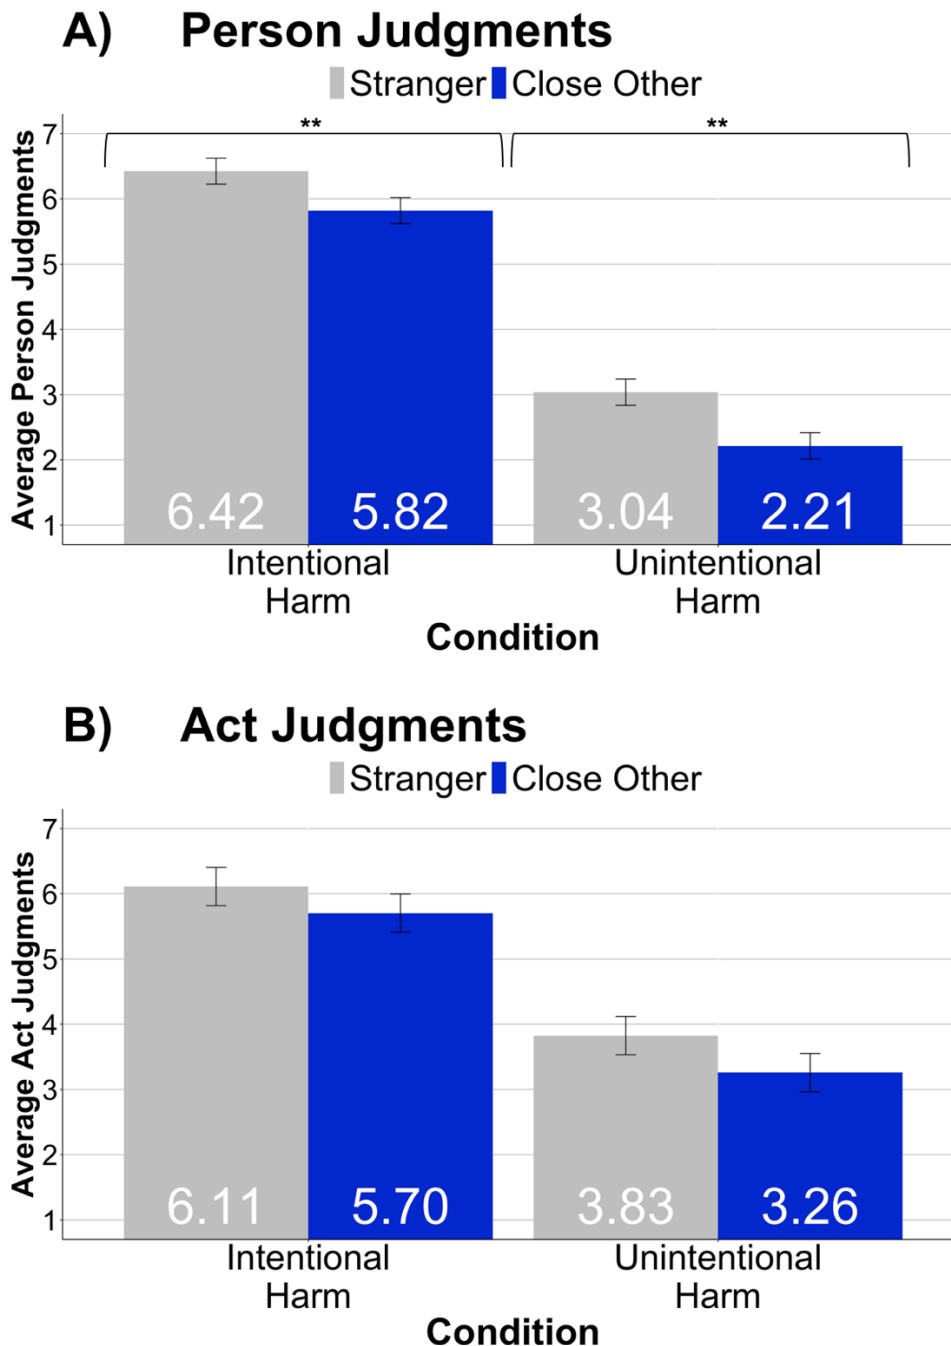 A) Person Judgments
Stranger Close Other
** **
Average Person Judgments
7
6
5
4
3
2
1
6.42 5.82 3.04 2.21
Intentional Unintentional
Harm Harm
Condition
B) Act Judgments
Stranger Close Other
Average Act Judgments
7
6
5
4
3
2
1
6.11 5.70 3.83 3.26
Intentional Unintentional
Harm Harm
Condition